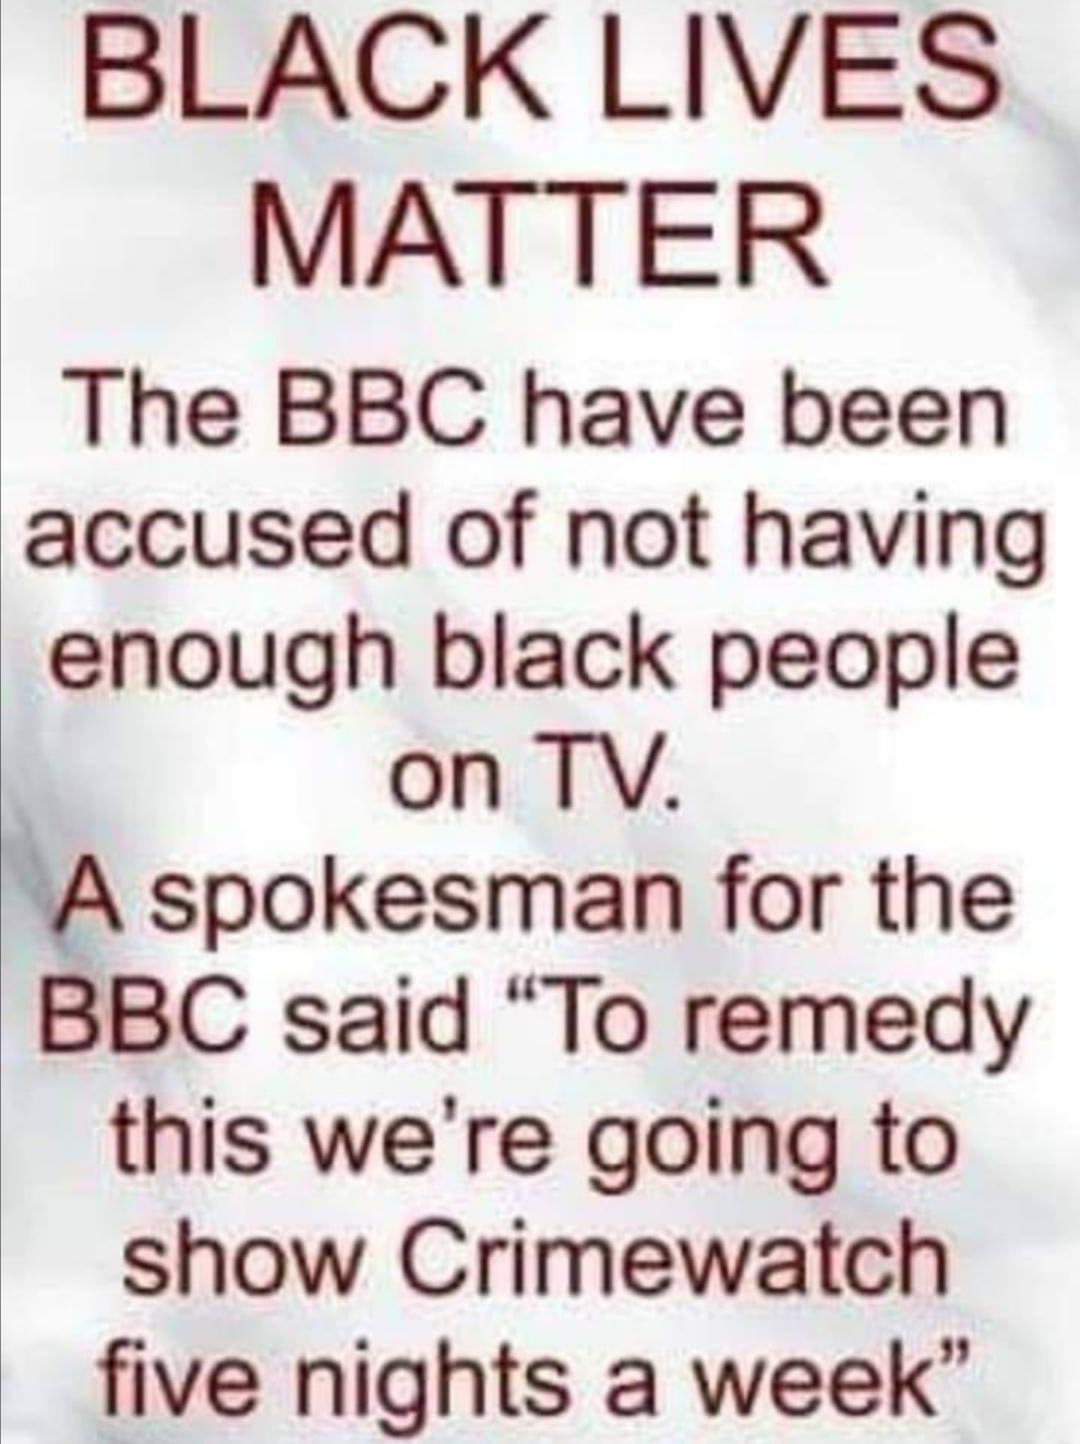 BLACK LIVES
MATTER
The BBC have been
accused of not having
enough black people
on TV.
A spokesman for the
BBC said “To remedy
this we're going to
show Crimewatch
five nights a week”